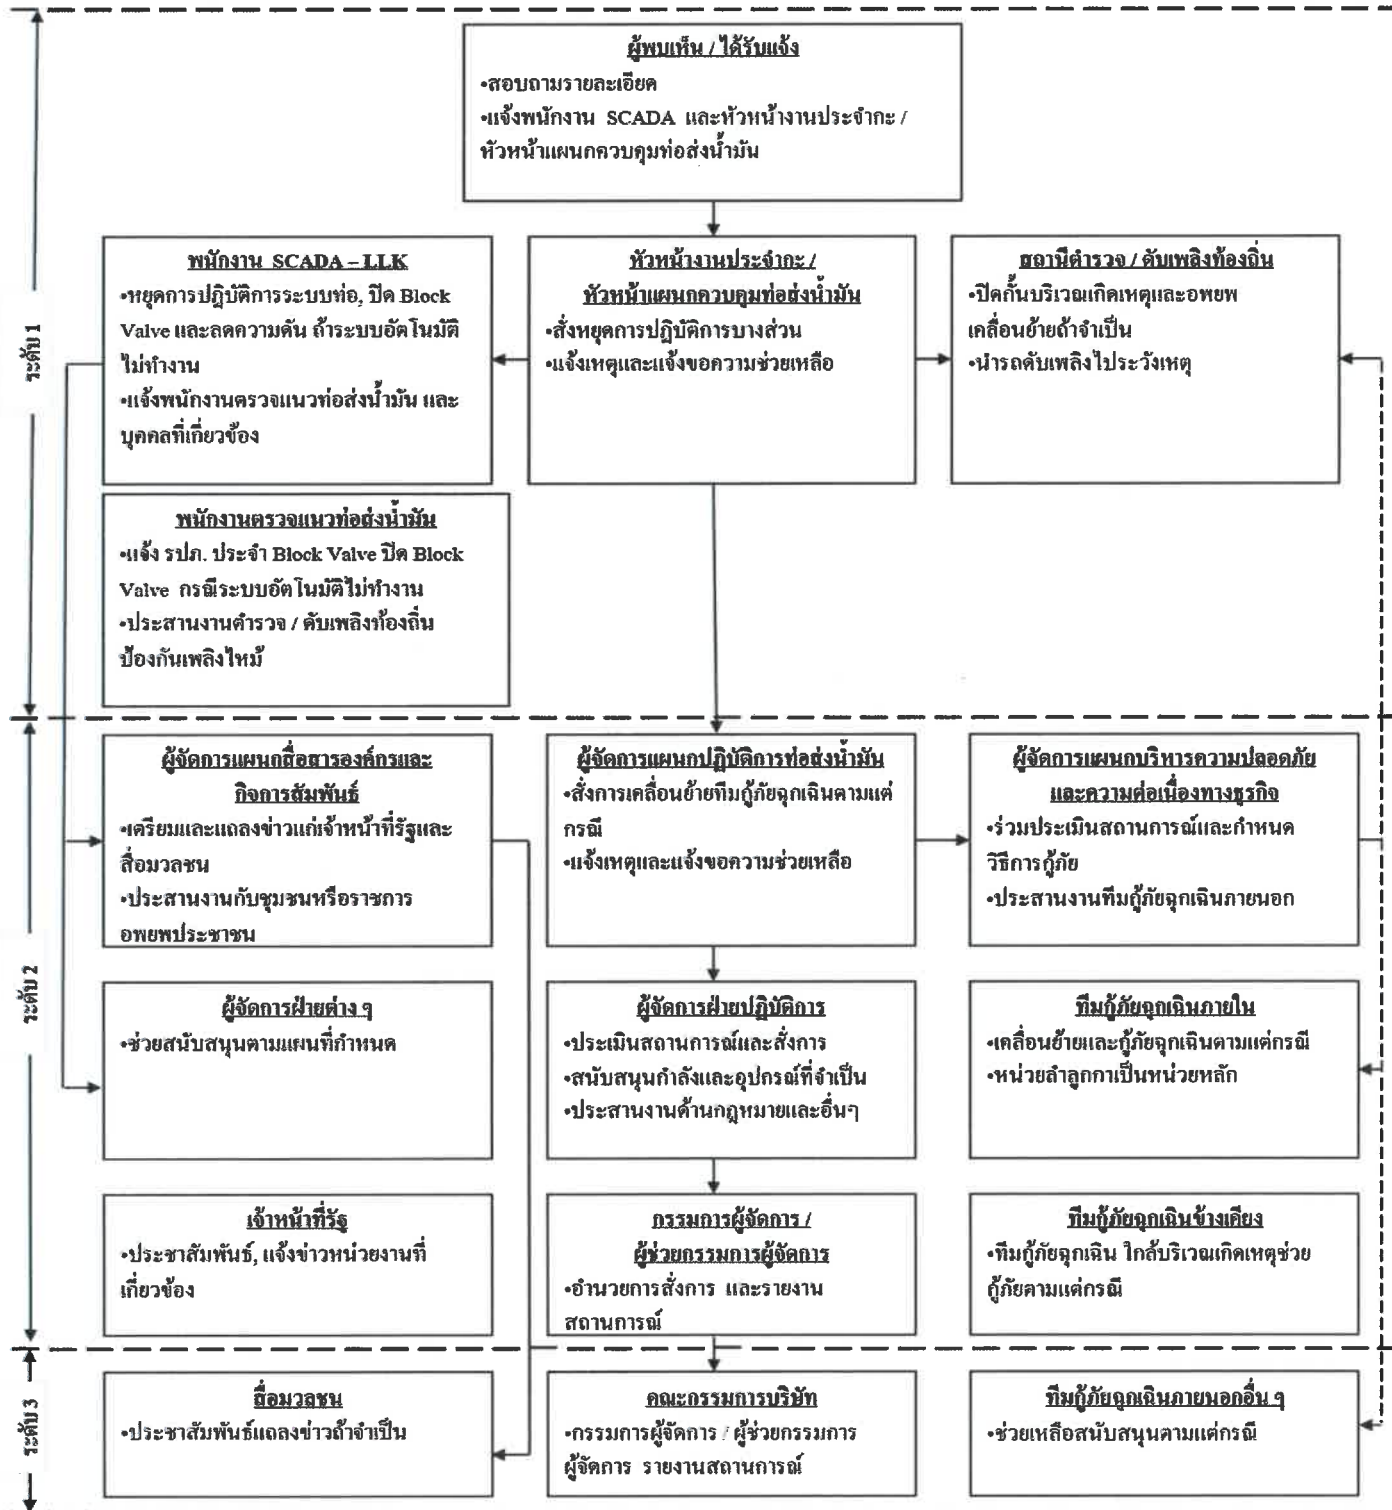 ผู้พบเห็น / ได้รับแจ้ง
•สอบถามรายละเอียด
•แจ้งพนักงาน SCADA และหัวหน้างานประจำกะ /
หัวหน้าแผนกควบคุมท่อส่งน้ำมัน
ระดับ 1
พนักงาน SCADA – LLK
•หยุดการปฏิบัติการระบบท่อ, ปิด Block
Valve และลดความดัน ถ้าระบบอัตโนมัติ
ไม่ทำงาน
•แจ้งพนักงานตรวจแนวท่อส่งน้ำมัน และ
บุคคลที่เกี่ยวข้อง
หัวหน้างานประจำกะ /
หัวหน้าแผนกควบคุมท่อส่งน้ำมัน
•สั่งหยุดการปฏิบัติการบางส่วน
•แจ้งเหตุและแจ้งขอความช่วยเหลือ
สถานีตำรวจ / ดับเพลิงท้องถิ่น
•ปิดกั้นบริเวณเกิดเหตุและอพยพ
เคลื่อนย้ายถ้าจำเป็น
•นำรถดับเพลิงไประวังเหตุ
พนักงานตรวจแนวท่อส่งน้ำมัน
•แจ้ง รปภ. ประจำ Block Valve ปิด Block
Valve กรณีระบบอัตโนมัติไม่ทำงาน
•ประสานงานตำรวจ / ดับเพลิงท้องถิ่น
ป้องกันเพลิงไหม้
ระดับ 2
ผู้จัดการแผนกสื่อสารองค์กรและ
กิจการสัมพันธ์
•เตรียมและแถลงข่าวแก่เจ้าหน้าที่รัฐและ
สื่อมวลชน
•ประสานงานกับชุมชนหรือราชการ
อพยพประชาชน
ผู้จัดการแผนกปฏิบัติการท่อส่งน้ำมัน
•สั่งการเคลื่อนย้ายทีมกู้ภัยฉุกเฉินตามแต่
กรณี
•แจ้งเหตุและแจ้งขอความช่วยเหลือ
ผู้จัดการแผนกบริหารความปลอดภัย
และความต่อเนื่องทางธุรกิจ
•ร่วมประเมินสถานการณ์และกำหนด
วิธีการกู้ภัย
•ประสานงานทีมกู้ภัยฉุกเฉินภายนอก
ผู้จัดการฝ่ายต่าง ๆ
•ช่วยสนับสนุนตามแผนที่กำหนด
ผู้จัดการฝ่ายปฏิบัติการ
•ประเมินสถานการณ์และสั่งการ
•สนับสนุนกำลังและอุปกรณ์ที่จำเป็น
•ประสานงานด้านกฎหมายและอื่นๆ
ทีมกู้ภัยฉุกเฉินภายใน
•เคลื่อนย้ายและกู้ภัยฉุกเฉินตามแต่กรณี
•หน่วยลำลูกกาเป็นหน่วยหลัก
เจ้าหน้าที่รัฐ
•ประชาสัมพันธ์, แจ้งข่าวหน่วยงานที่
เกี่ยวข้อง
กรรมการผู้จัดการ /
ผู้ช่วยกรรมการผู้จัดการ
•อำนวยการสั่งการ และรายงาน
สถานการณ์
ทีมกู้ภัยฉุกเฉินข้างเคียง
•ทีมกู้ภัยฉุกเฉิน ใกล้บริเวณเกิดเหตุช่วย
กู้ภัยตามแต่กรณี
ระดับ 3
สื่อมวลชน
•ประชาสัมพันธ์แถลงข่าวถ้าจำเป็น
คณะกรรมการบริษัท
•กรรมการผู้จัดการ / ผู้ช่วยกรรมการ
ผู้จัดการ รายงานสถานการณ์
ทีมกู้ภัยฉุกเฉินภายนอกอื่น ๆ
•ช่วยเหลือสนับสนุนตามแต่กรณี